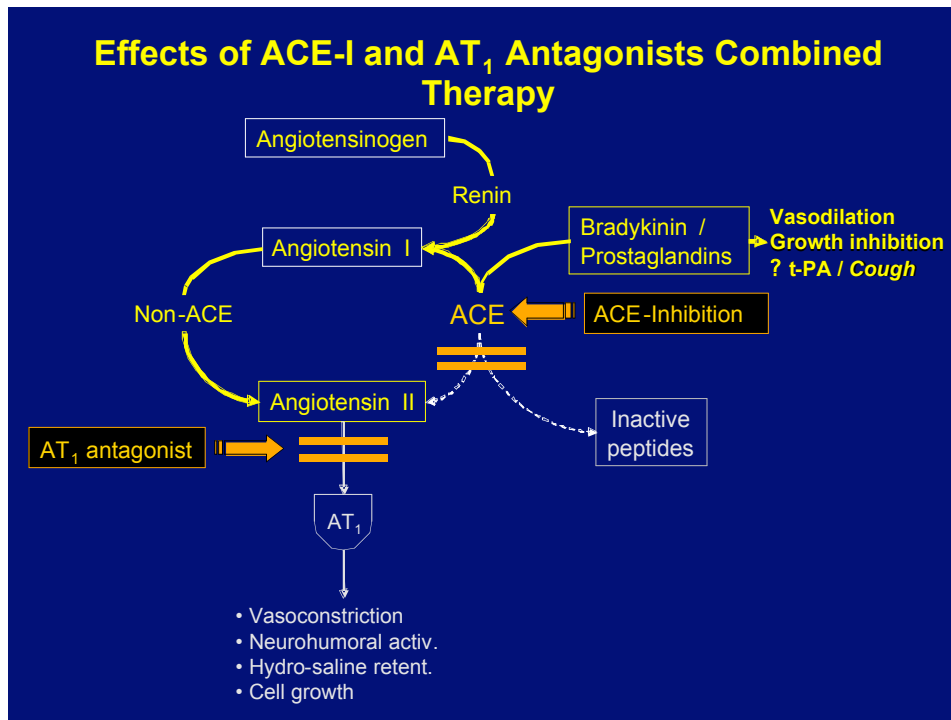 Effects of ACE-I and AT₁ Antagonists Combined
Therapy
Angiotensinogen
Renin
Angiotensin I
Bradykinin /
Prostaglandins
Vasodilation
Growth inhibition
? t-PA / Cough
Non-ACE
ACE
ACE-Inhibition
Angiotensin II
Inactive
peptides
AT₁ antagonist
AT₁
• Vasoconstriction
• Neurohumoral activ.
• Hydro-saline retent.
• Cell growth